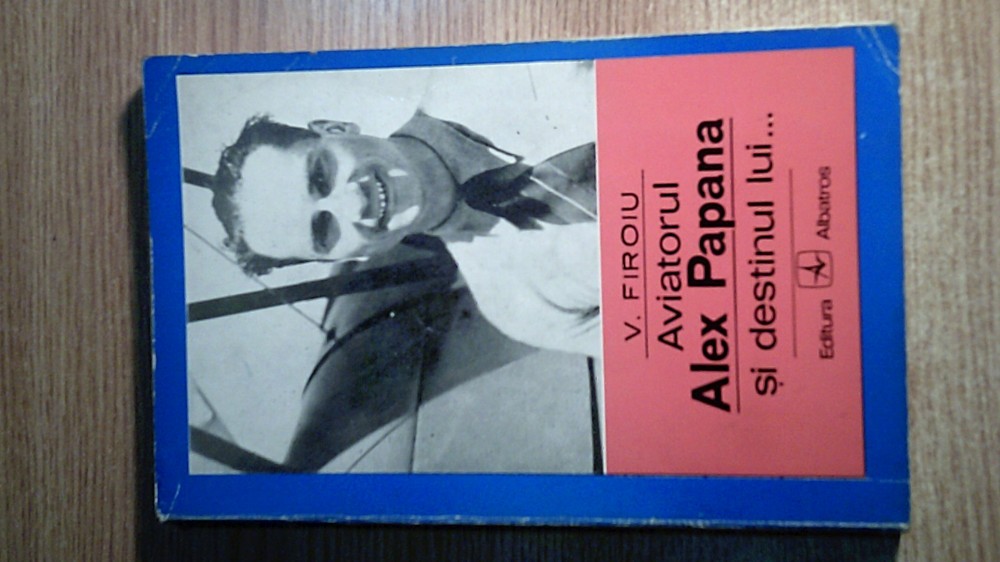 V. FIROIU
Aviatorul
Alex Papana
și destinul lui...
Editura Albatros